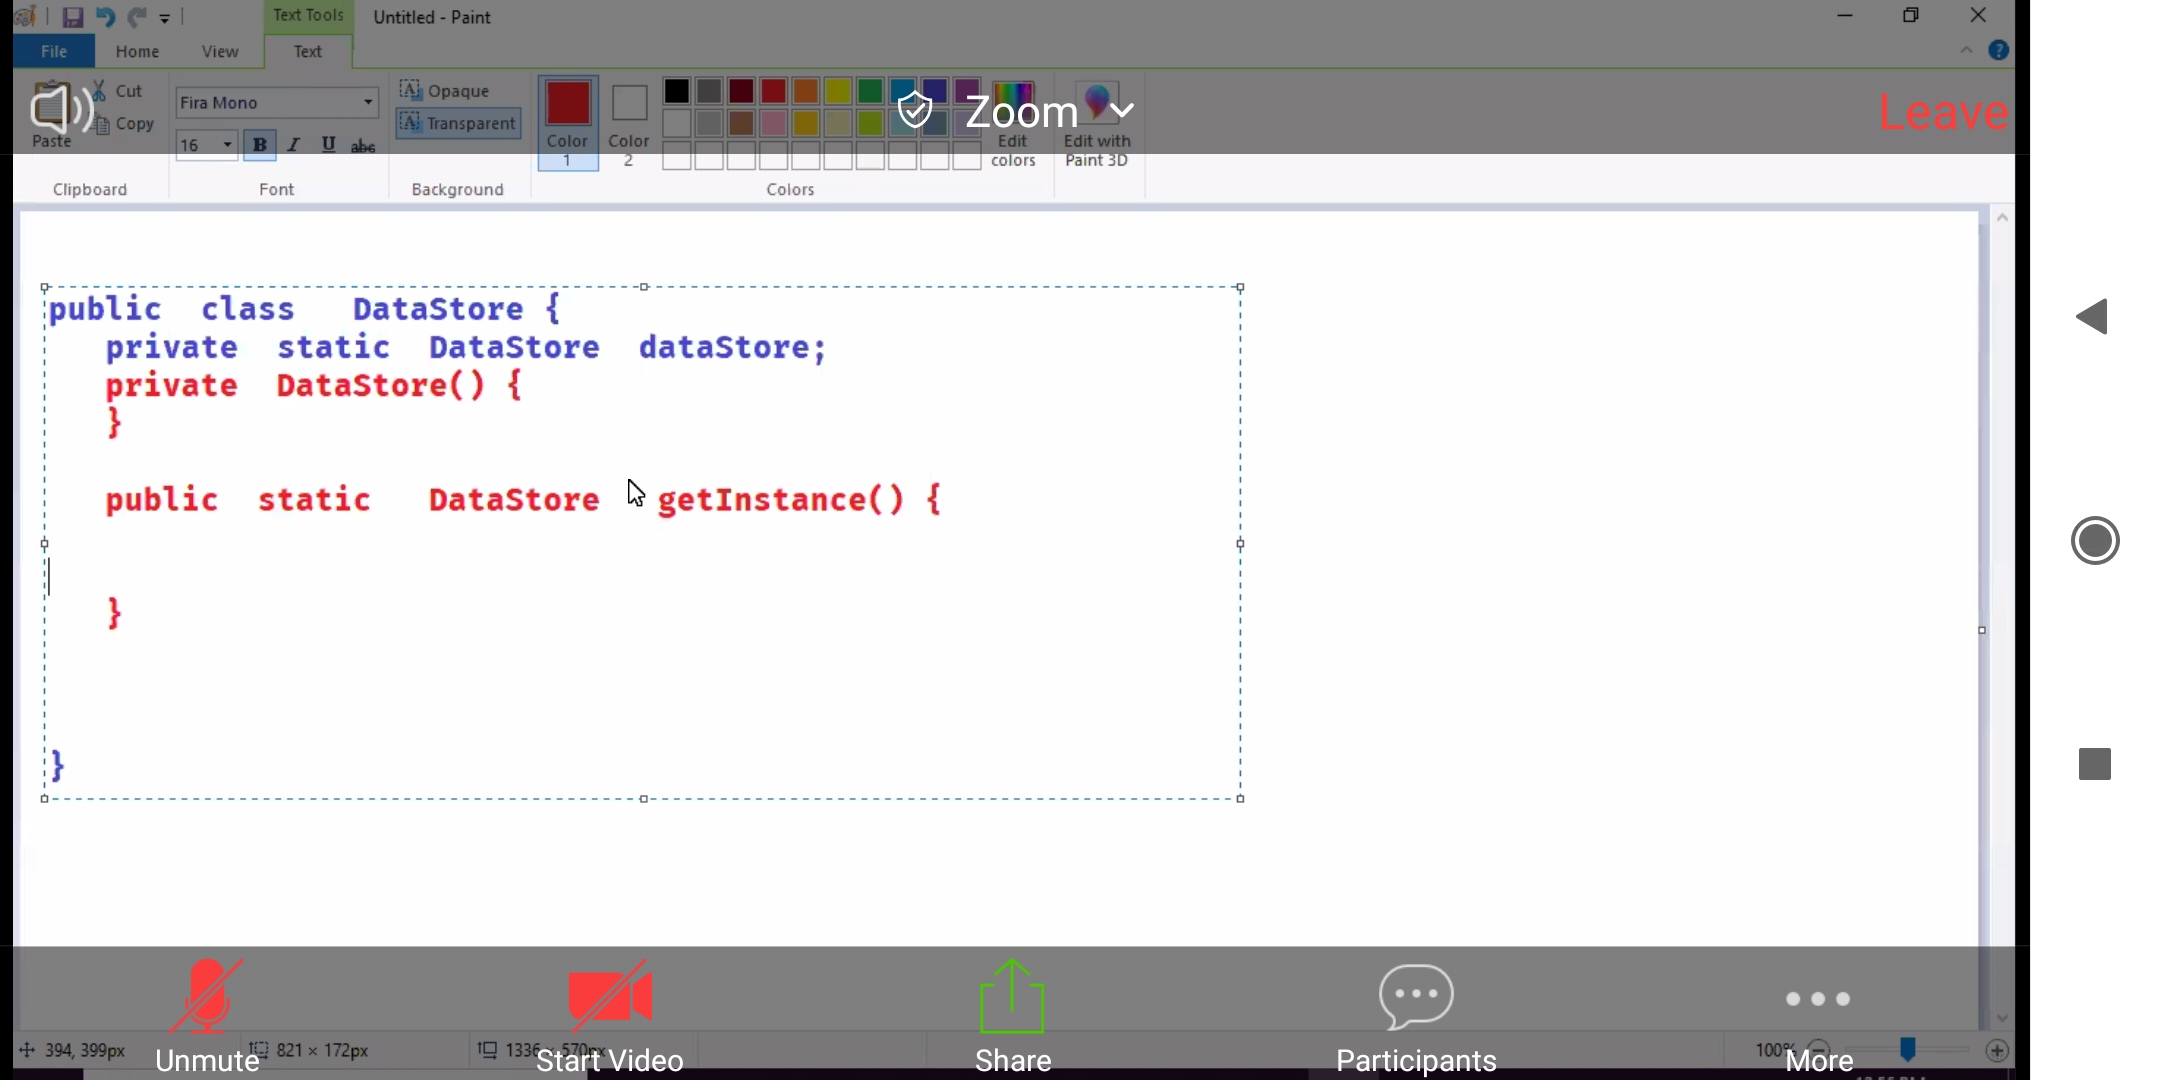 Text Tools
Untitled - Paint
File
Home
View
Text
Cut
Copy
Paste
Fira Mono
16
B
I
U
abc
Opaque
Transparent
Color
1
Color
2
Edit
colors
Edit with
Paint 3D
Zoom
Leave
Clipboard
Font
Background
Colors
public class DataStore {
private static DataStore dataStore;
private DataStore() {
}
public static DataStore getInstance() {
}
}
394, 399px
821 × 172px
1336 × 570px
100%
Unmute
Start Video
Share
Participants
More